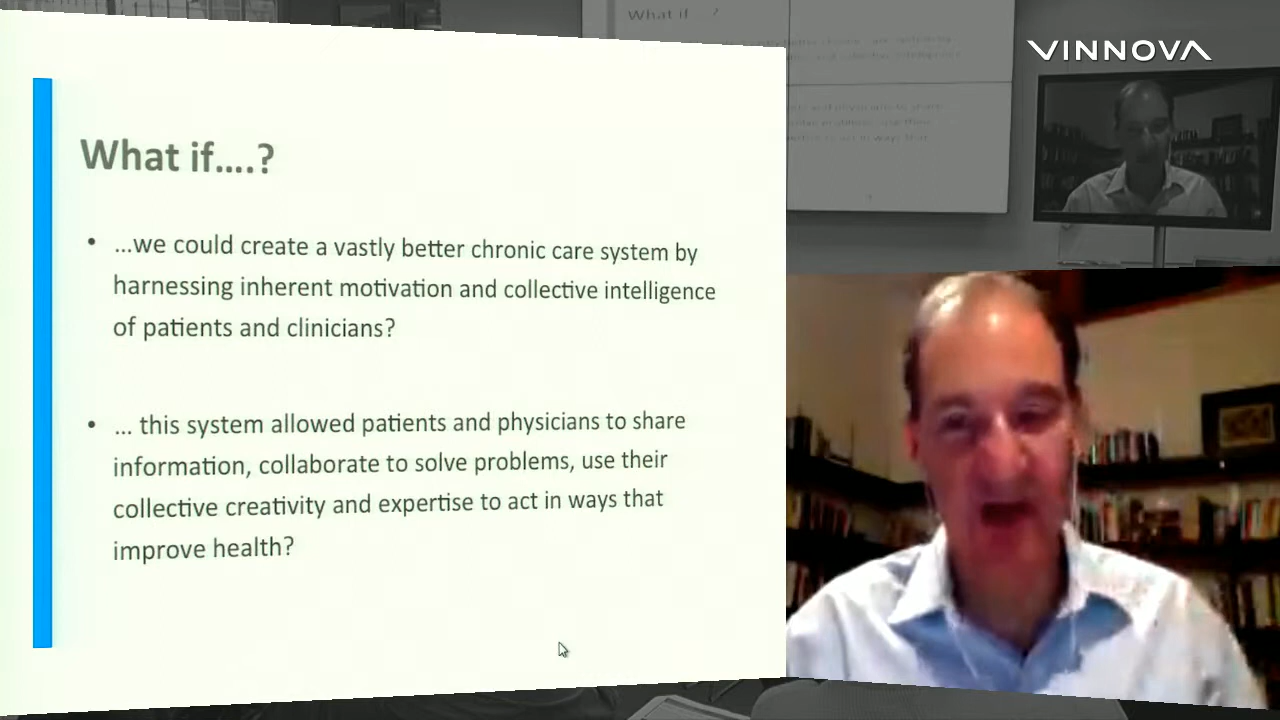 What if....?
VINNOVA
What if....?
• ...we could create a vastly better chronic care system by
harnessing inherent motivation and collective intelligence
of patients and clinicians?
• ... this system allowed patients and physicians to share
information, collaborate to solve problems, use their
collective creativity and expertise to act in ways that
improve health?